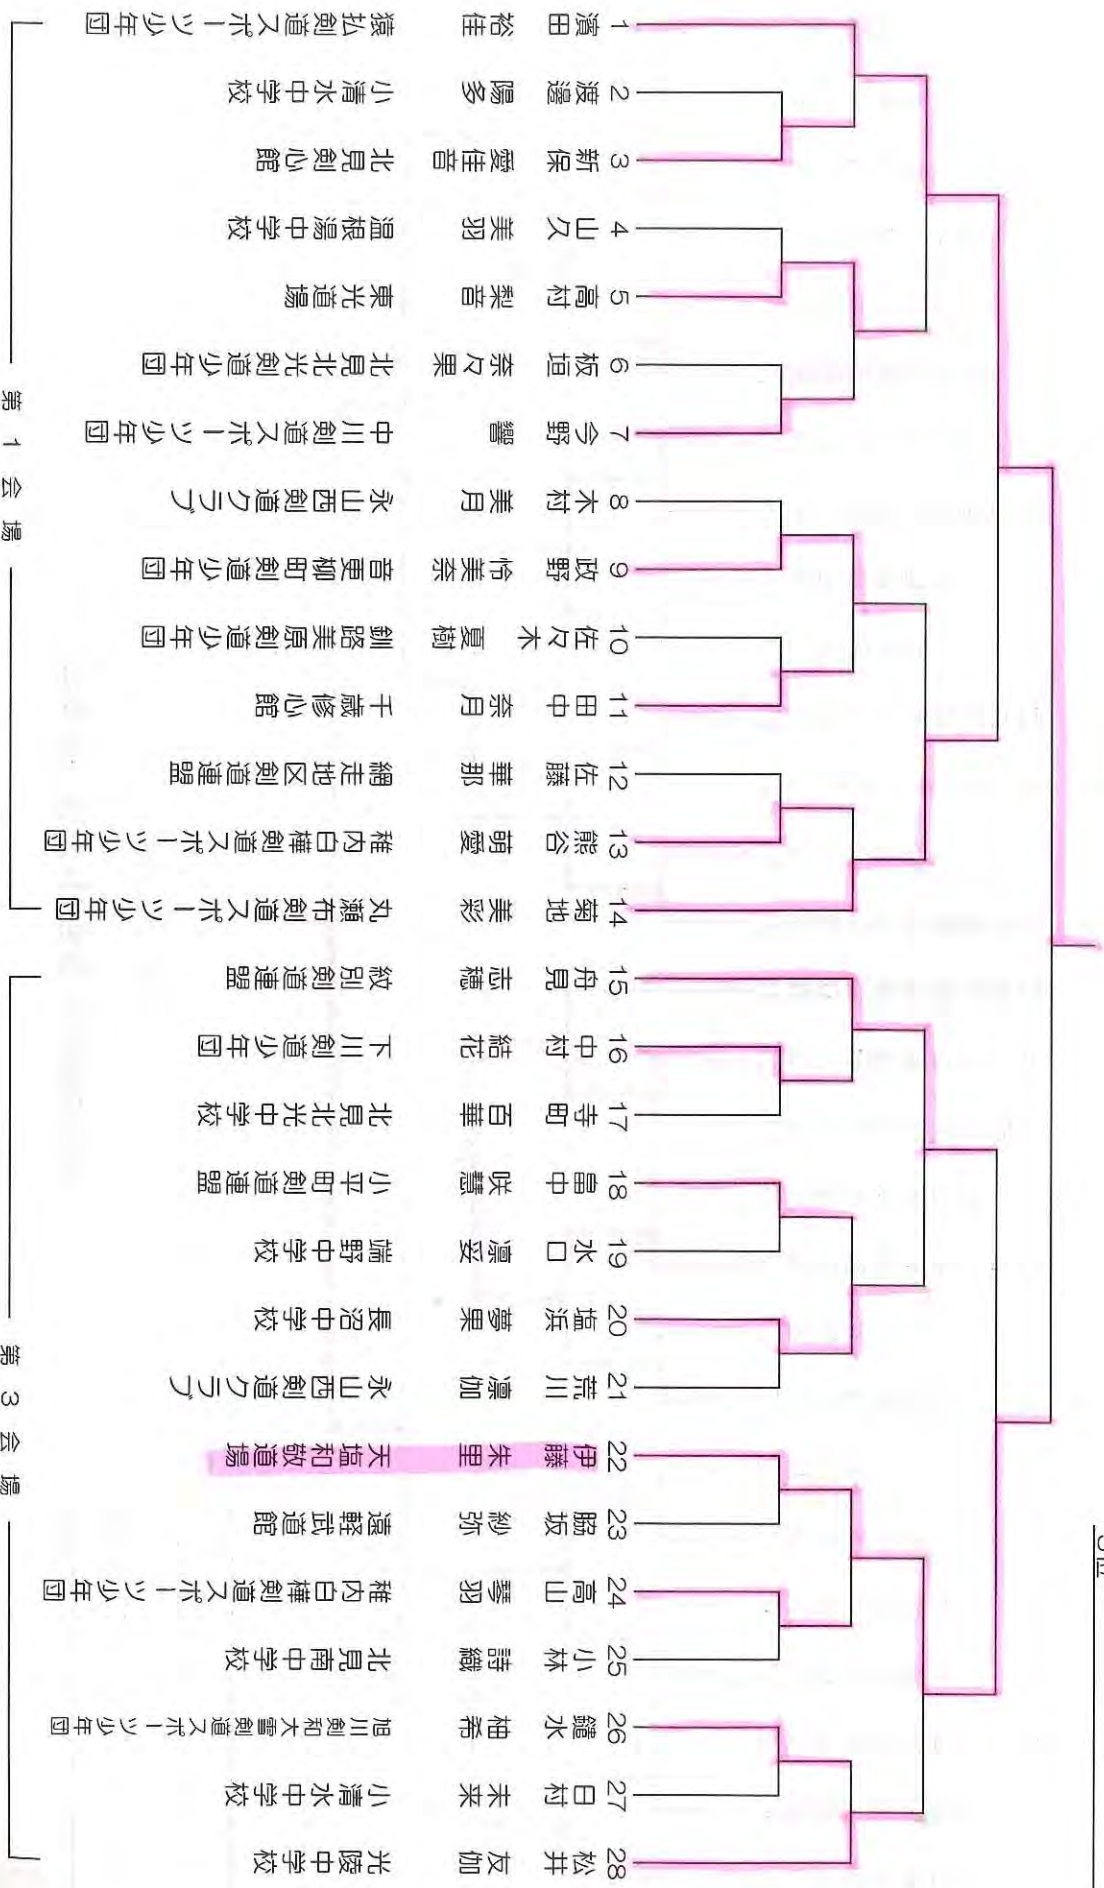 1 濱田 裕佳 猿払剣道スポーツ少年団
2 渡邊 陽多 小清水中学校
3 新保 愛佳音 北見剣心館
4 山久 美羽 温根湯中学校
5 高村 梨音 東光道場
6 板垣 奈々果 北見北光剣道少年団
7 今野 響 中川剣道スポーツ少年団
8 木村 美月 永山西剣道クラブ
9 政野 怜美奈 音更柳町剣道少年団
10 佐々木 夏樹 釧路美原剣道少年団
11 田中 奈月 千歳修心館
12 佐藤 華那 網走地区剣道連盟
13 熊谷 萌愛 稚内白樺剣道スポーツ少年団
14 菊地 美彩 丸瀬布剣道スポーツ少年団
第1会場
15 舟見 志穂 紋別剣道連盟
16 中村 結花 下川剣道少年団
17 寺町 百華 北見北光中学校
18 畠中 咲慧 小平町剣道連盟
19 水口 凛妥 端野中学校
20 塩浜 夢果 長沼中学校
21 荒川 凛伽 永山西剣道クラブ
22 伊藤 朱里 天塩和敬道場
23 脇坂 紗弥 遠軽武道館
24 高山 琴羽 稚内白樺剣道スポーツ少年団
25 小林 詩織 北見南中学校
26 鑓水 柚希 旭川剣和大雪剣道スポーツ少年団
27 日村 未来 小清水中学校
28 松井 友伽 光陵中学校
第3会場